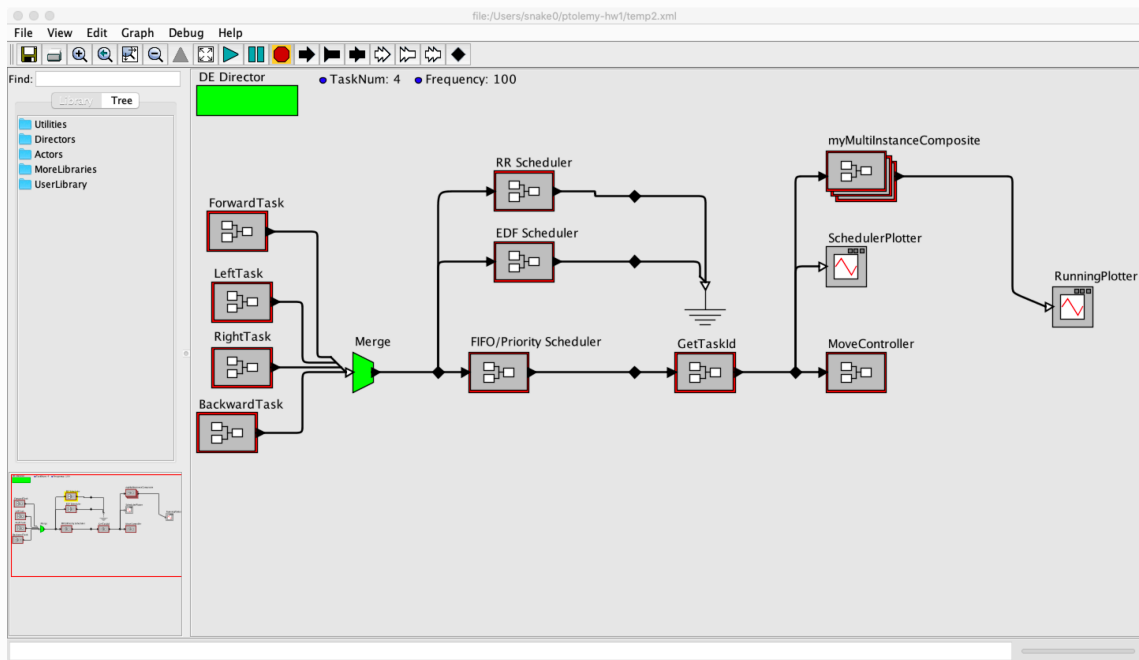 file:/Users/snake0/ptolemy-hw1/temp2.xml
File View Edit Graph Debug Help
Find:
Library Tree
Utilities
Directors
Actors
MoreLibraries
UserLibrary
DE Director
TaskNum: 4 Frequency: 100
myMultiInstanceComposite
RR Scheduler
ForwardTask
EDF Scheduler
SchedulerPlotter
LeftTask
RunningPlotter
RightTask
Merge
FIFO/Priority Scheduler
GetTaskId
MoveController
BackwardTask